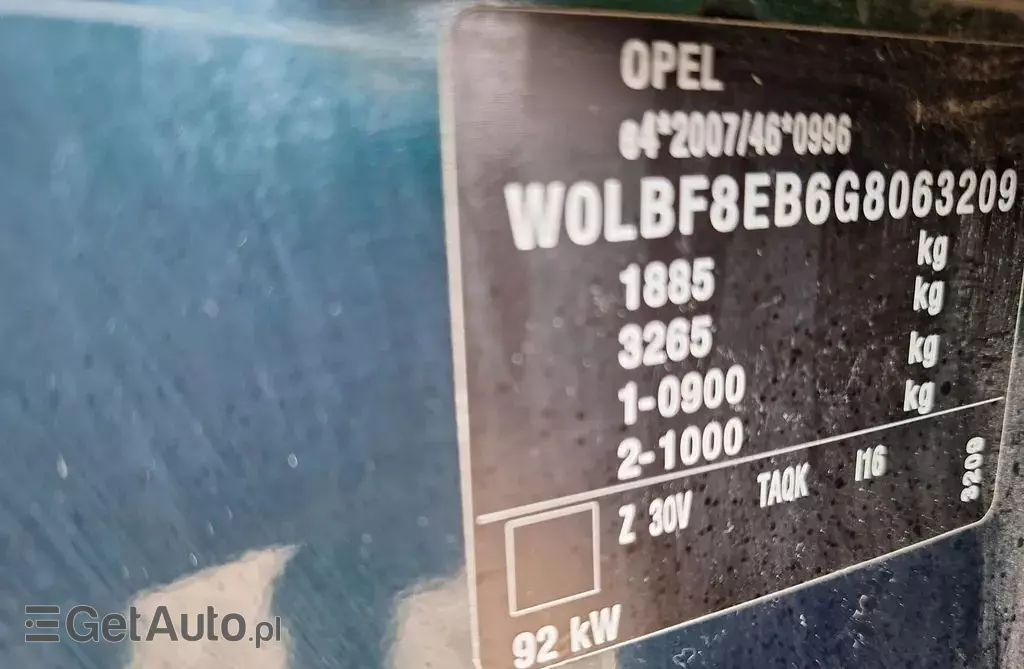 OPEL
e4*2007/46*0996
W0LBF8EB6G8063209
1885 kg
3265 kg
1-0900 kg
2-1000 kg
Z 30V TAQK I16 3209
92 kW
GetAuto.pl